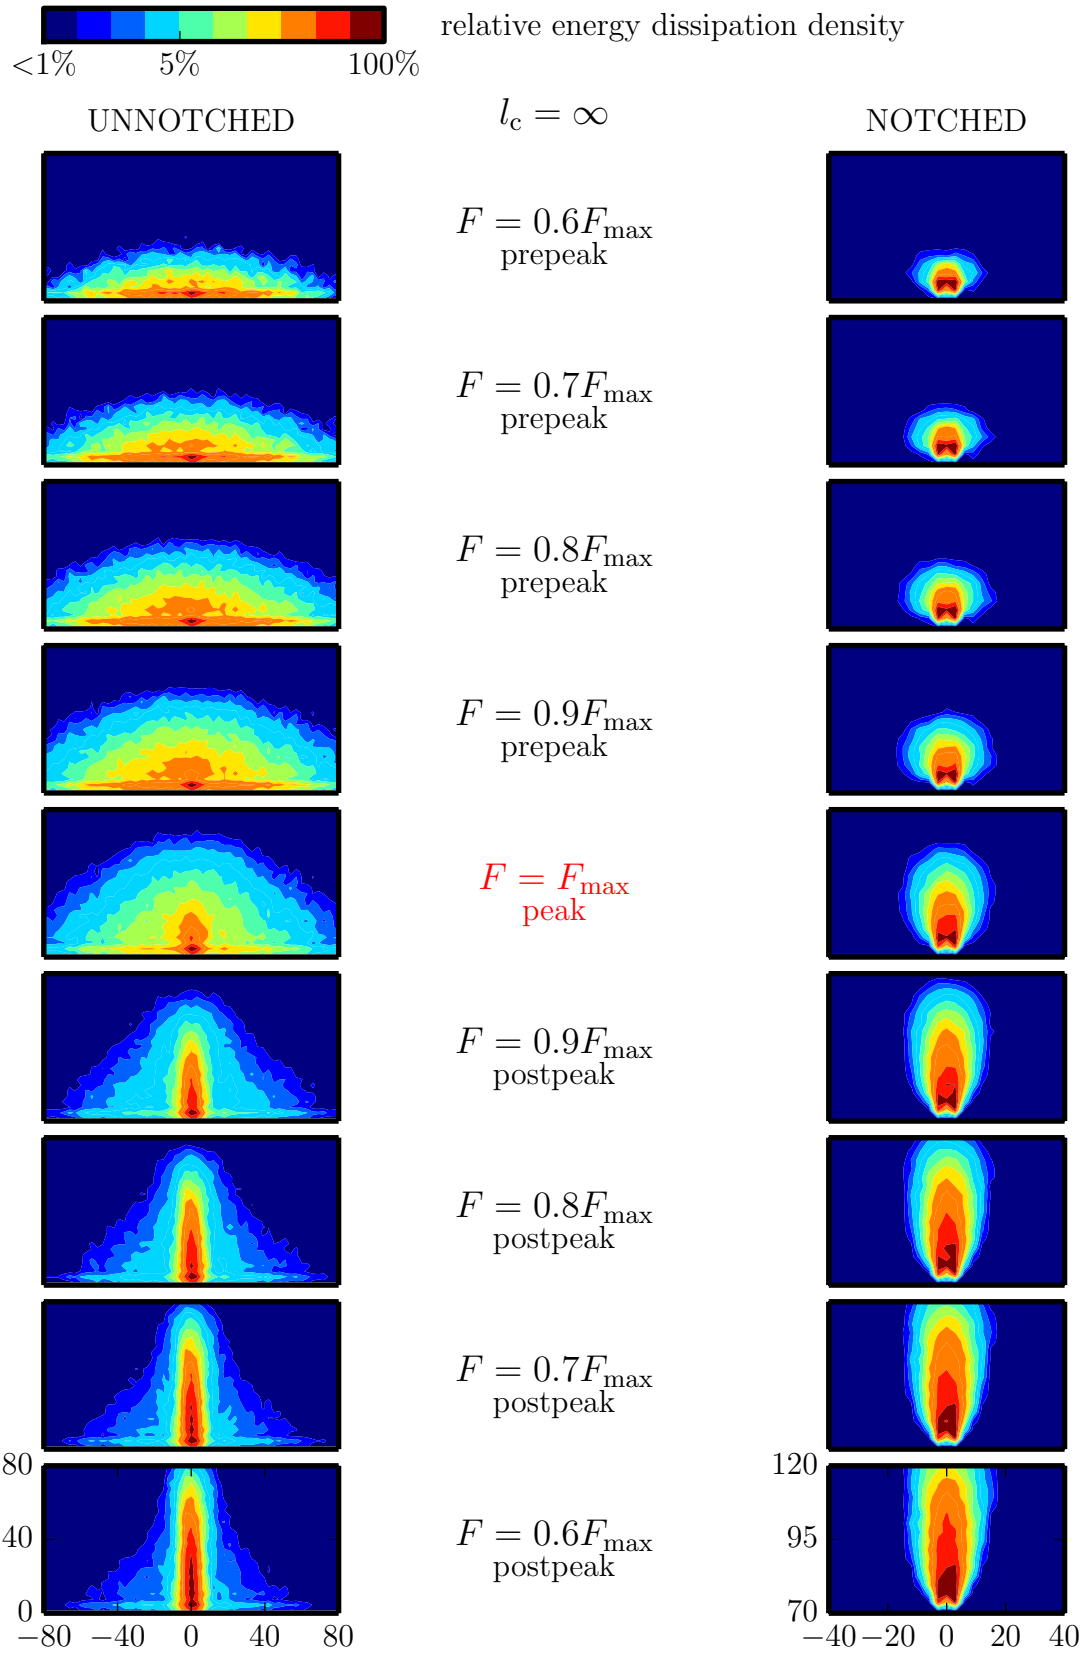 relative energy dissipation density
<1% 5% 100%
UNNOTCHED l_c = ∞ NOTCHED
F = 0.6F_max
prepeak
F = 0.7F_max
prepeak
F = 0.8F_max
prepeak
F = 0.9F_max
prepeak
F = F_max
peak
F = 0.9F_max
postpeak
F = 0.8F_max
postpeak
F = 0.7F_max
postpeak
80 120
F = 0.6F_max
40 95
postpeak
0 70
−80 −40 0 40 80 −40 −20 0 20 40